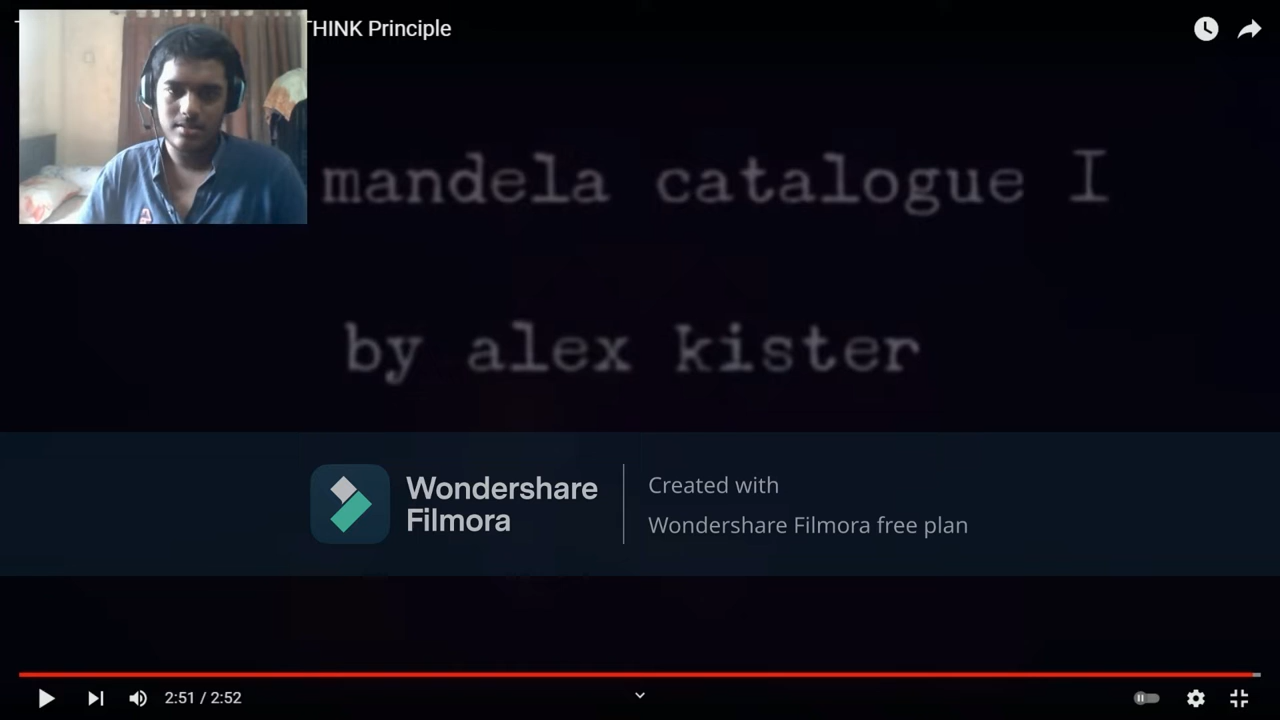 THINK Principle
mandela catalogue I
by alex kister
Wondershare
Filmora
Created with
Wondershare Filmora free plan
2:51 / 2:52